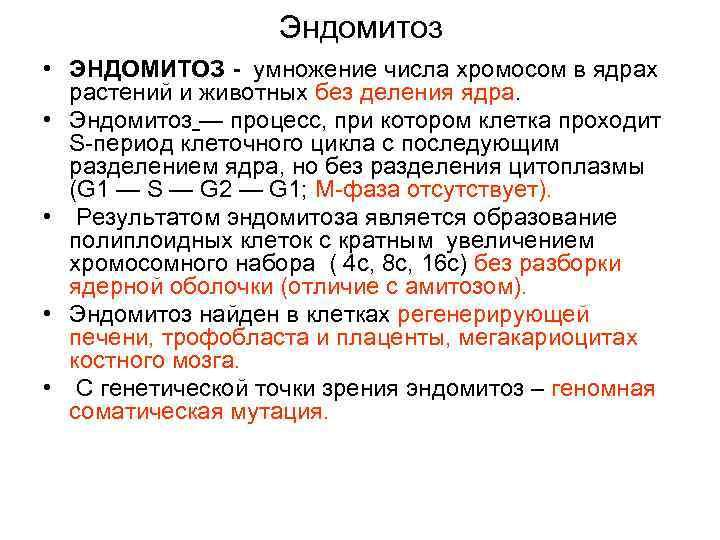 Эндомитоз
• ЭНДОМИТОЗ - умножение числа хромосом в ядрах
растений и животных без деления ядра.
• Эндомитоз — процесс, при котором клетка проходит
S-период клеточного цикла с последующим
разделением ядра, но без разделения цитоплазмы
(G1 — S — G2 — G1; М-фаза отсутствует).
• Результатом эндомитоза является образование
полиплоидных клеток с кратным увеличением
хромосомного набора ( 4с, 8с, 16с) без разборки
ядерной оболочки (отличие с амитозом).
• Эндомитоз найден в клетках регенерирующей
печени, трофобласта и плаценты, мегакариоцитах
костного мозга.
• С генетической точки зрения эндомитоз – геномная
соматическая мутация.